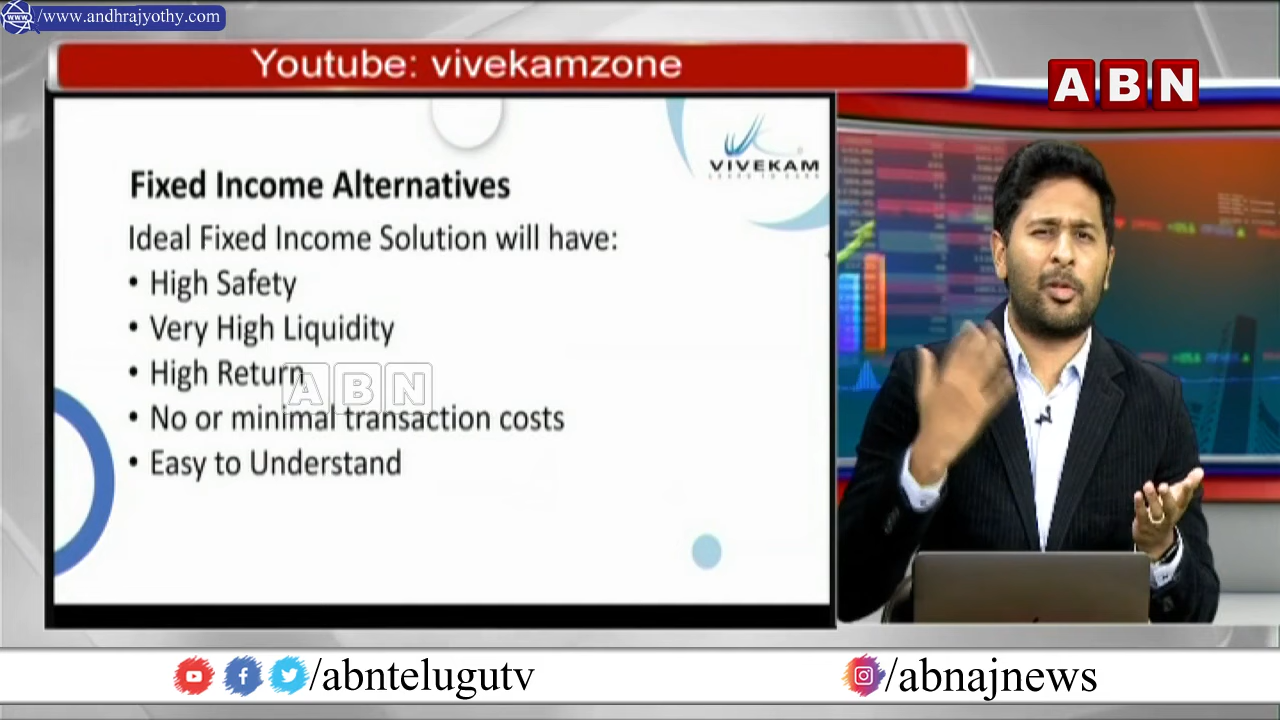 /www.andhrajyothy.com
Youtube: vivekamzone
ABN
VIVEKAM
Fixed Income Alternatives
Ideal Fixed Income Solution will have:
• High Safety
• Very High Liquidity
• High Return
ABN
• No or minimal transaction costs
• Easy to Understand
/abntelugutv
/abnajnews